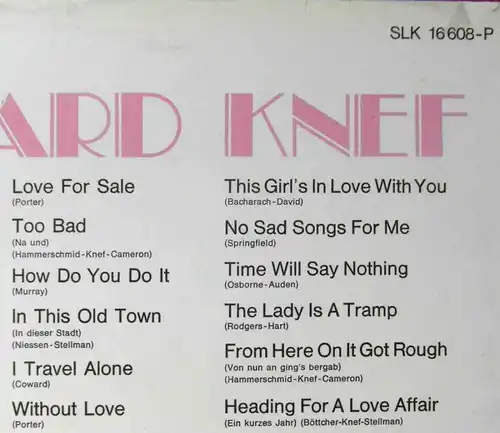 SLK 16 608-P
ARD KNEF
Love For Sale
(Porter)
Too Bad
(Na und)
(Hammerschmid-Knef-Cameron)
How Do You Do It
(Murray)
In This Old Town
(In dieser Stadt)
(Niessen-Stellman)
I Travel Alone
(Coward)
Without Love
(Porter)
This Girl's In Love With You
(Bacharach-David)
No Sad Songs For Me
(Springfield)
Time Will Say Nothing
(Osborne-Auden)
The Lady Is A Tramp
(Rodgers-Hart)
From Here On It Got Rough
(Von nun an ging's bergab)
(Hammerschmid-Knef-Cameron)
Heading For A Love Affair
(Ein kurzes Jahr) (Böttcher-Knef-Stellman)